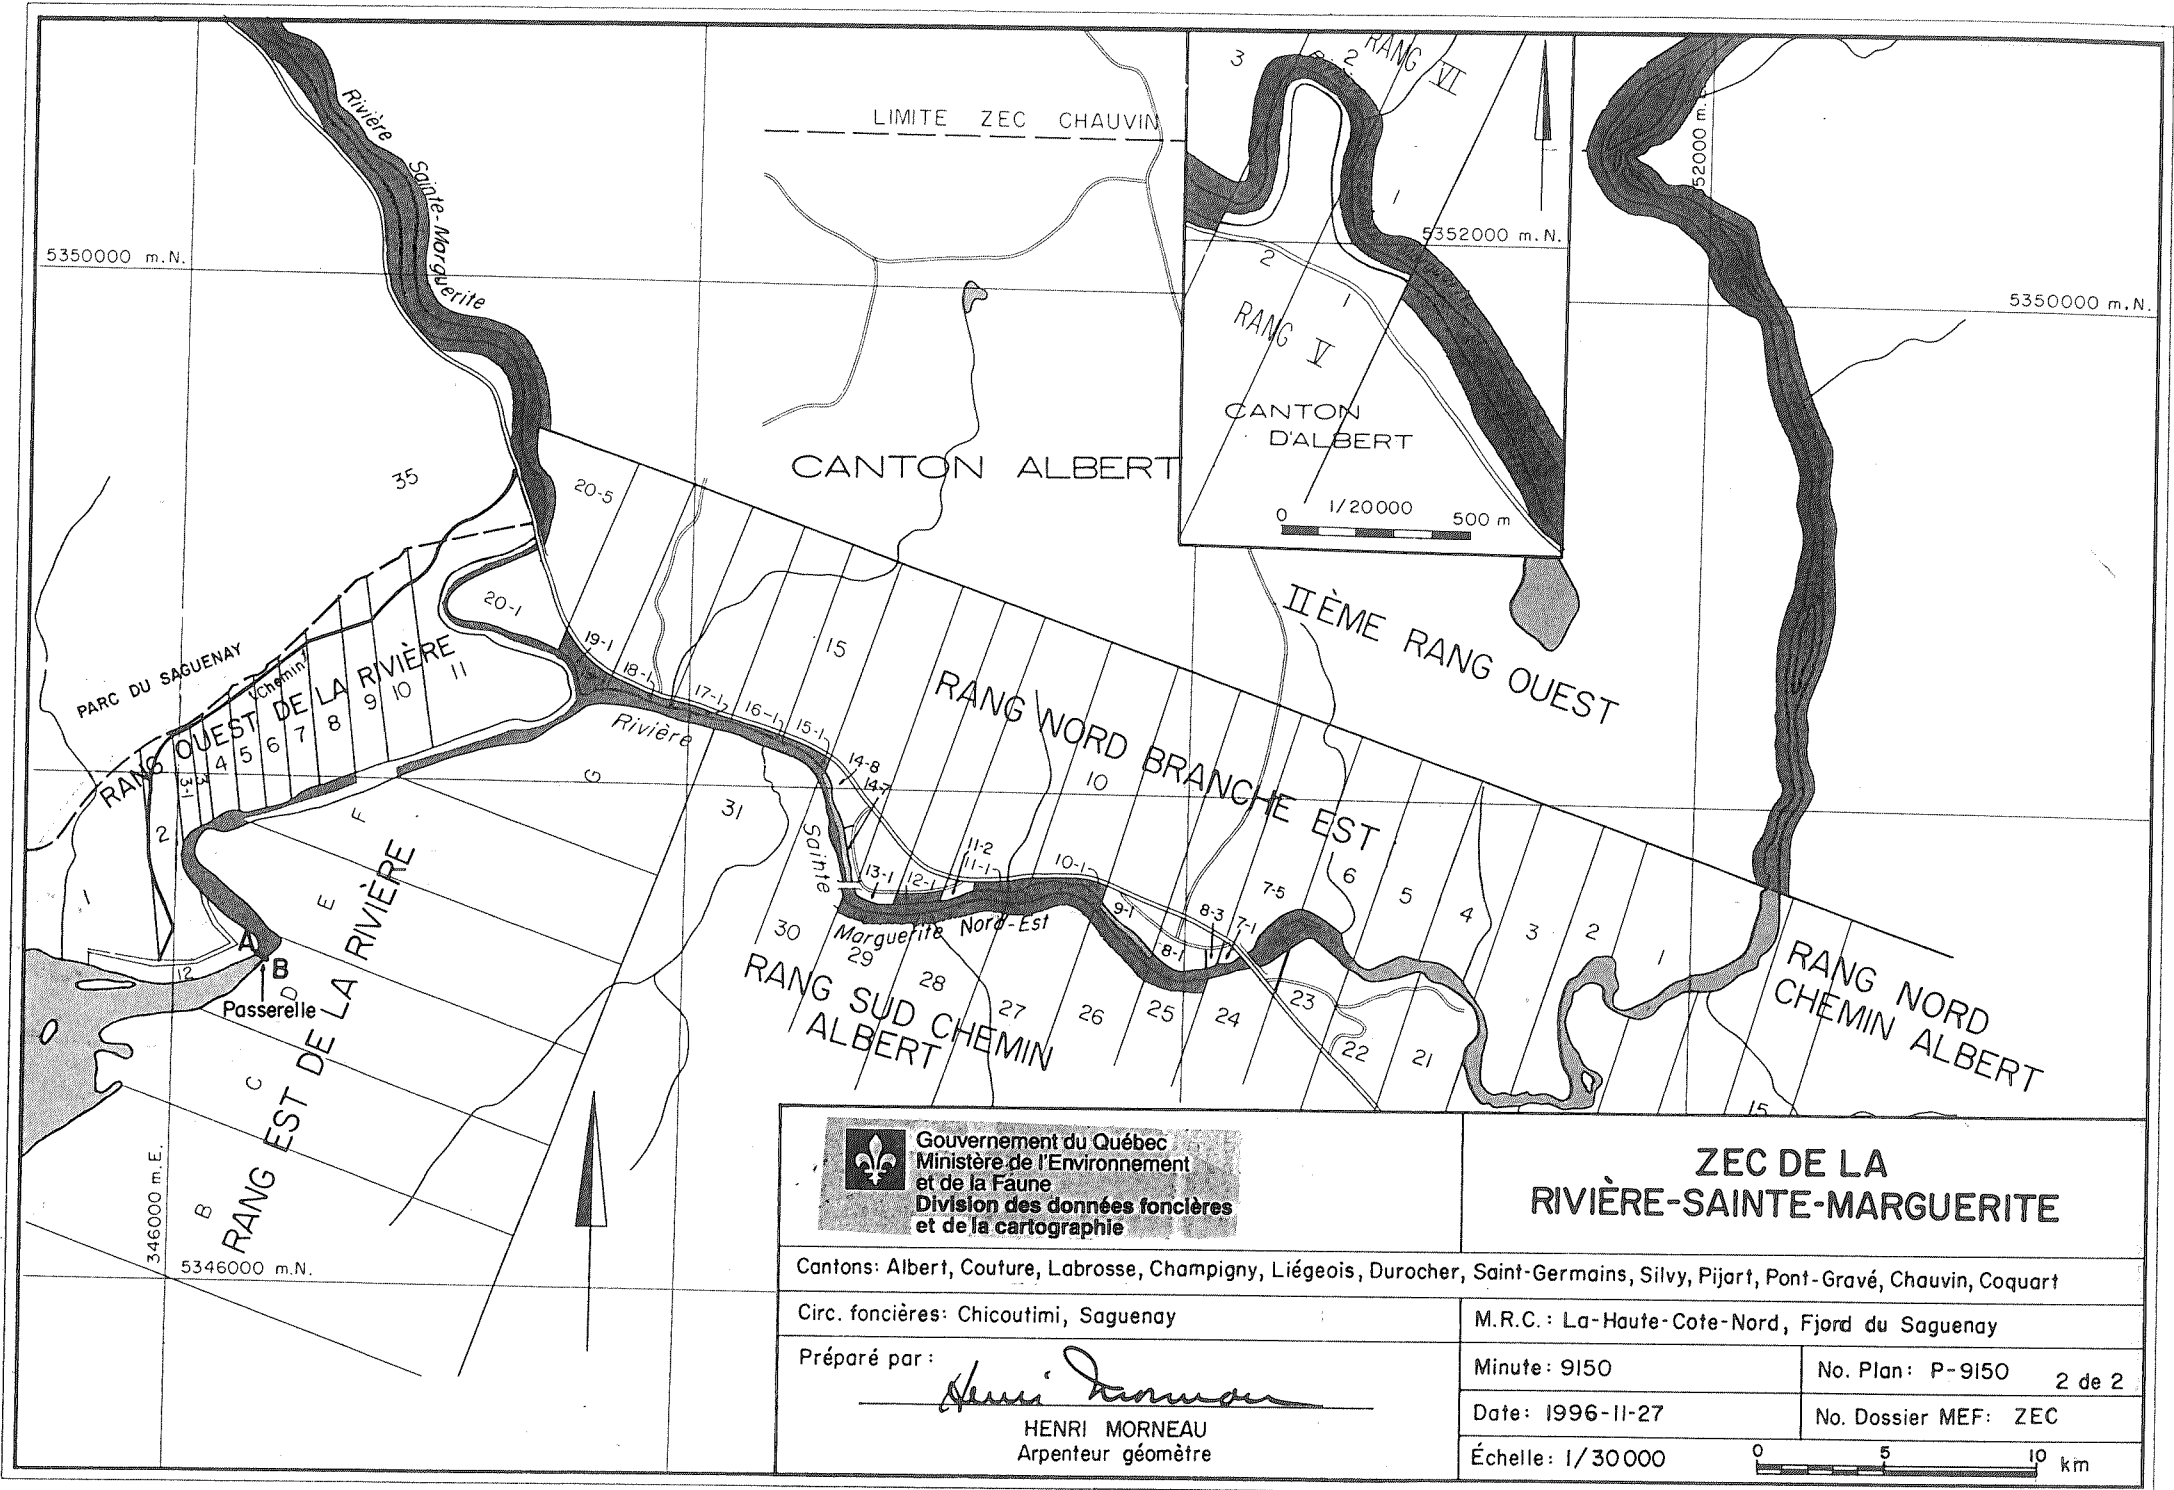 Rivière
Sainte-Marguerite
LIMITE ZEC CHAUVIN
3
2
RANG VI
1
5352000 m.N.
2
1
RANG V
CANTON
D'ALBERT
1/20000
0
500 m
52000 m.
5350000 m.N.
5350000 m.N.
35
CANTON ALBERT
20-5
20-1
19-1
18-1
17-1
16-1
15-1
15
14-8
14-7
13-1
12-1
11-2
11-1
10-1
10
9-1
8-1
8-3
7-1
7-5
6
5
4
3
2
1
IIÈME RANG OUEST
RANG NORD BRANCHE EST
RANG NORD
CHEMIN ALBERT
15
PARC DU SAGUENAY
Chemin
RANG OUEST DE LA RIVIÈRE
1
2
3-1
3
4
5
6
7
8
9
10
11
12
Rivière
Sainte
Marguerite Nord-Est
G
F
E
D
C
B
A
B
Passerelle
RANG EST DE LA RIVIÈRE
31
30
29
28
27
26
25
24
23
22
21
RANG SUD CHEMIN
ALBERT
346000 m.E.
5346000 m.N.
Gouvernement du Québec
Ministère de l'Environnement
et de la Faune
Division des données foncières
et de la cartographie
ZEC DE LA
RIVIÈRE-SAINTE-MARGUERITE
Cantons: Albert, Couture, Labrosse, Champigny, Liégeois, Durocher, Saint-Germains, Silvy, Pijart, Pont-Gravé, Chauvin, Coquart
Circ. foncières: Chicoutimi, Saguenay
M.R.C.: La-Haute-Cote-Nord, Fjord du Saguenay
Préparé par:
Henri Morneau
HENRI MORNEAU
Arpenteur géomètre
Minute: 9150
No. Plan: P-9150
2 de 2
Date: 1996-11-27
No. Dossier MEF: ZEC
Échelle: 1/30000
0
5
10
km